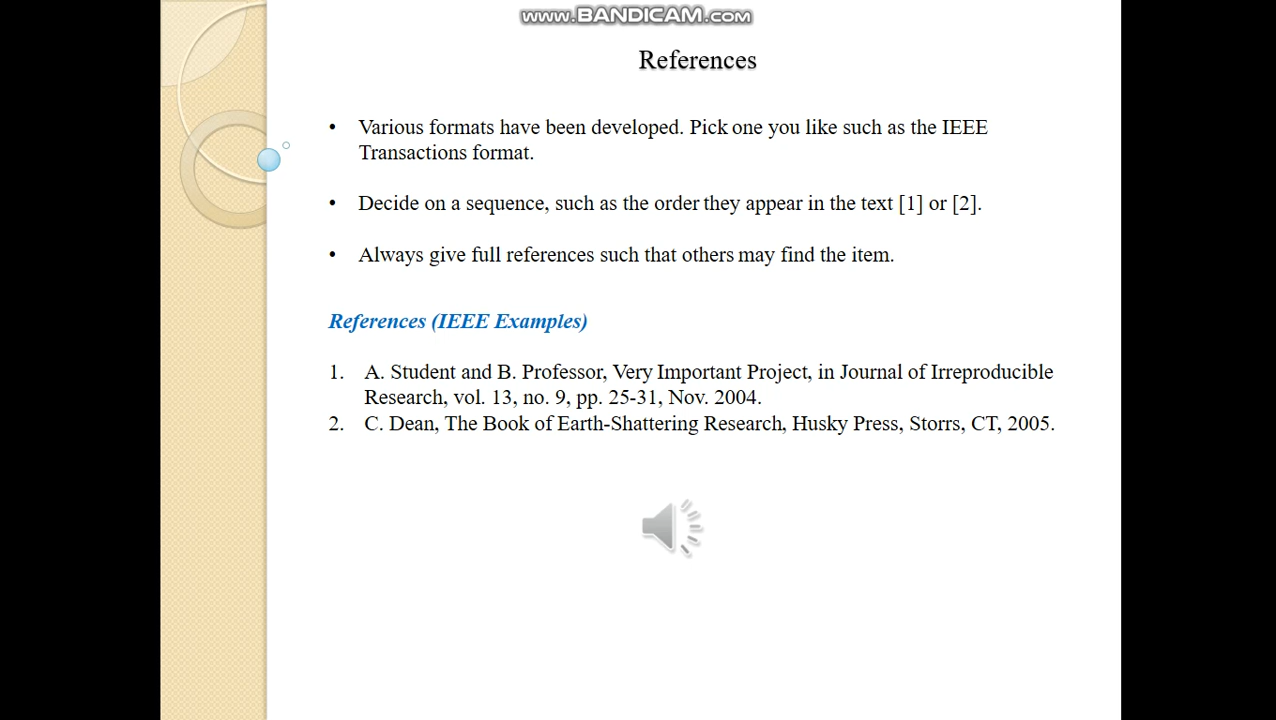 www.BANDICAM.com
References
• Various formats have been developed. Pick one you like such as the IEEE
Transactions format.
• Decide on a sequence, such as the order they appear in the text [1] or [2].
• Always give full references such that others may find the item.
References (IEEE Examples)
1. A. Student and B. Professor, Very Important Project, in Journal of Irreproducible
Research, vol. 13, no. 9, pp. 25-31, Nov. 2004.
2. C. Dean, The Book of Earth-Shattering Research, Husky Press, Storrs, CT, 2005.